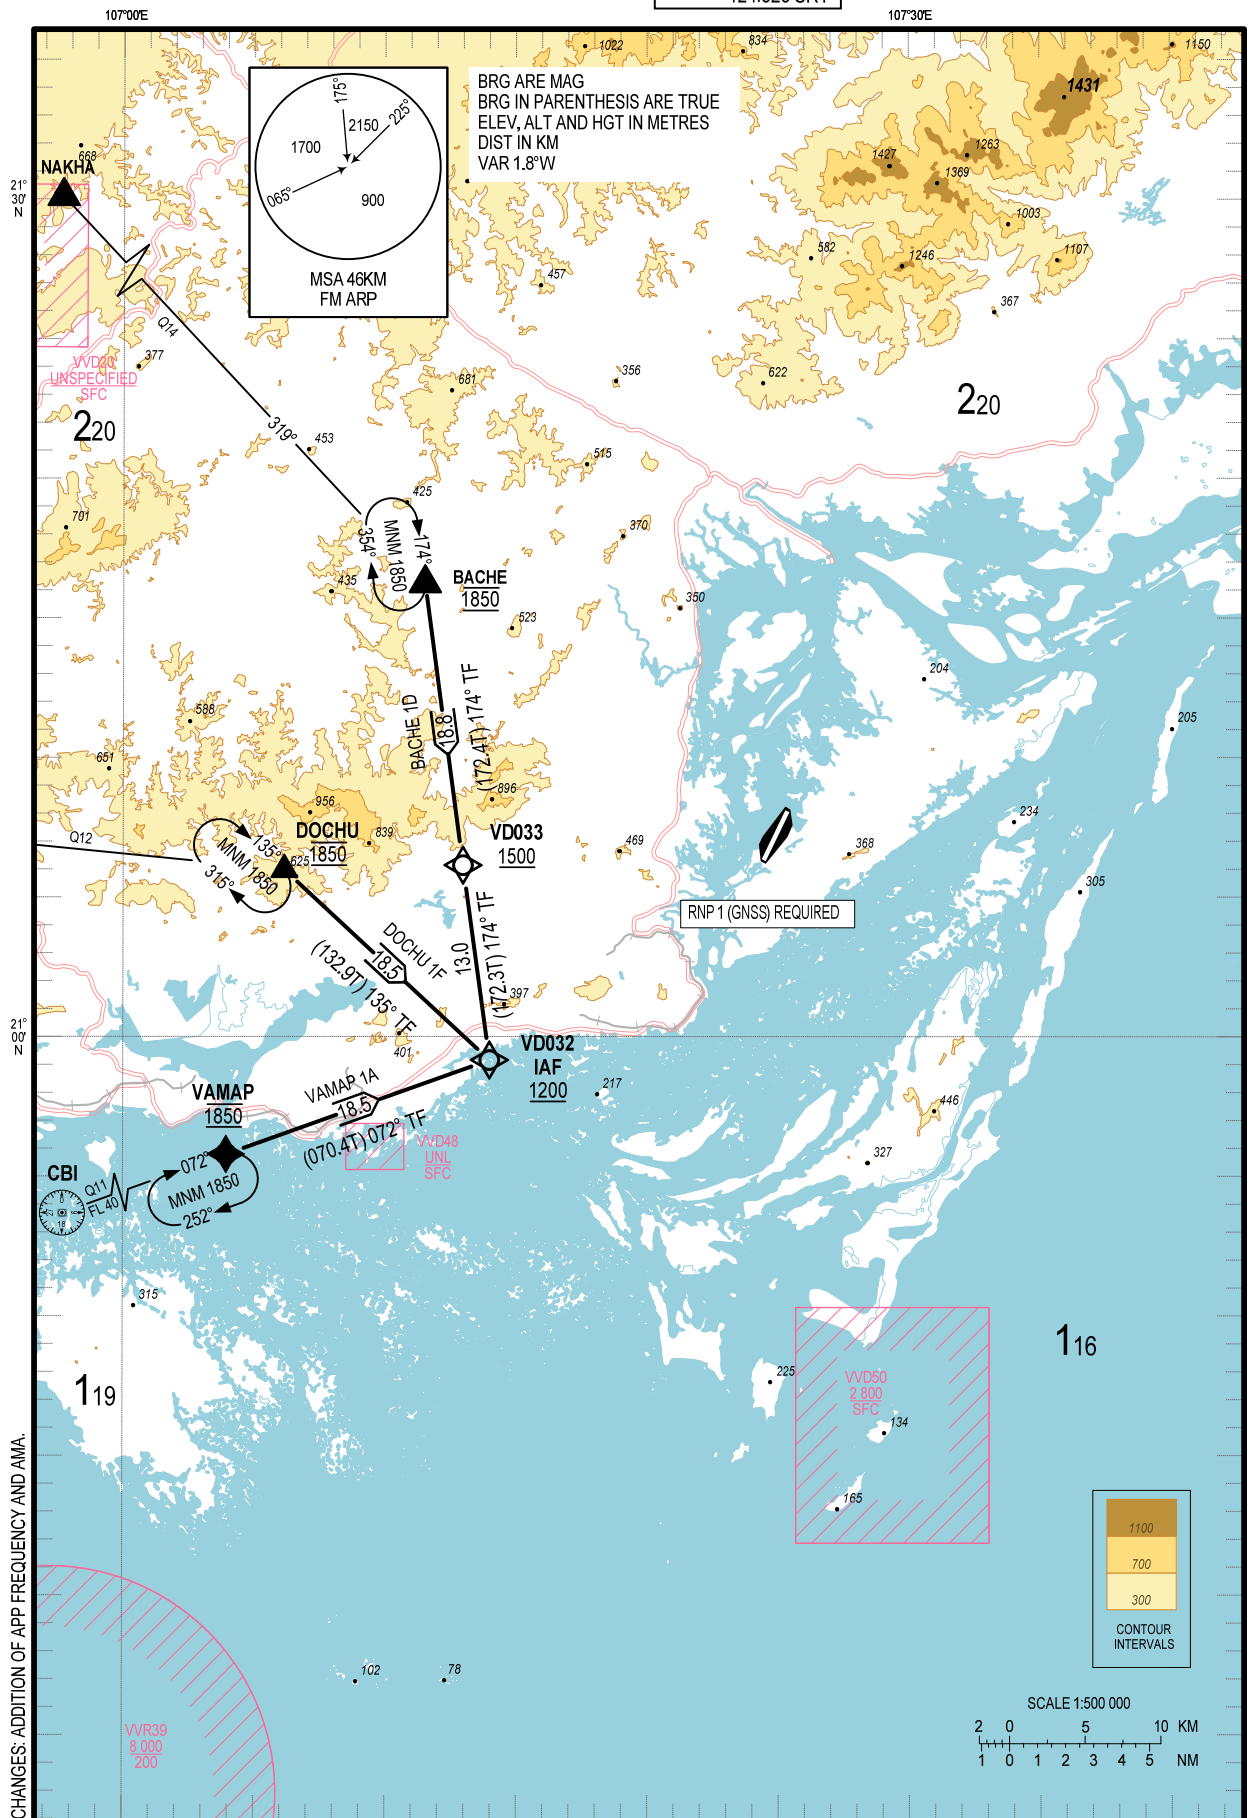 107°00'E
107°30'E
1022
834
1150
1431
175°
2150
225°
1700
065°
900
MSA 46KM
FM ARP
BRG ARE MAG
BRG IN PARENTHESIS ARE TRUE
ELEV, ALT AND HGT IN METRES
DIST IN KM
VAR 1.8°W
668
NAKHA
21°
30'
N
1427
1263
1369
1003
582
1246
1107
457
367
Q14
377
VVD20
UNSPECIFIED
SFC
681
356
622
220
220
319°
453
515
425
701
370
354°
MNM 1850
174°
BACHE
1850
435
350
523
204
588
205
BACHE 1D
18.8
(172.4T) 174° TF
651
896
956
234
Q12
DOCHU
1850
839
VD033
1500
469
368
135°
MNM 1850
315°
625
305
RNP 1 (GNSS) REQUIRED
DOCHU 1F
18.5
(132.9T) 135° TF
13.0
(172.3T) 174° TF
397
21°
00'
N
401
VD032
IAF
1200
VAMAP
1850
VAMAP 1A
18.5
(070.4T) 072° TF
217
446
VVD48
UNL
SFC
327
CBI
Q11
FL 40
072°
MNM 1850
252°
315
116
119
225
VVD50
2 800
SFC
134
165
1100
700
300
CONTOUR
INTERVALS
102
78
VVR39
8 000
200
SCALE 1:500 000
2 0 5 10 KM
1 0 1 2 3 4 5 NM
CHANGES: ADDITION OF APP FREQUENCY AND AMA.